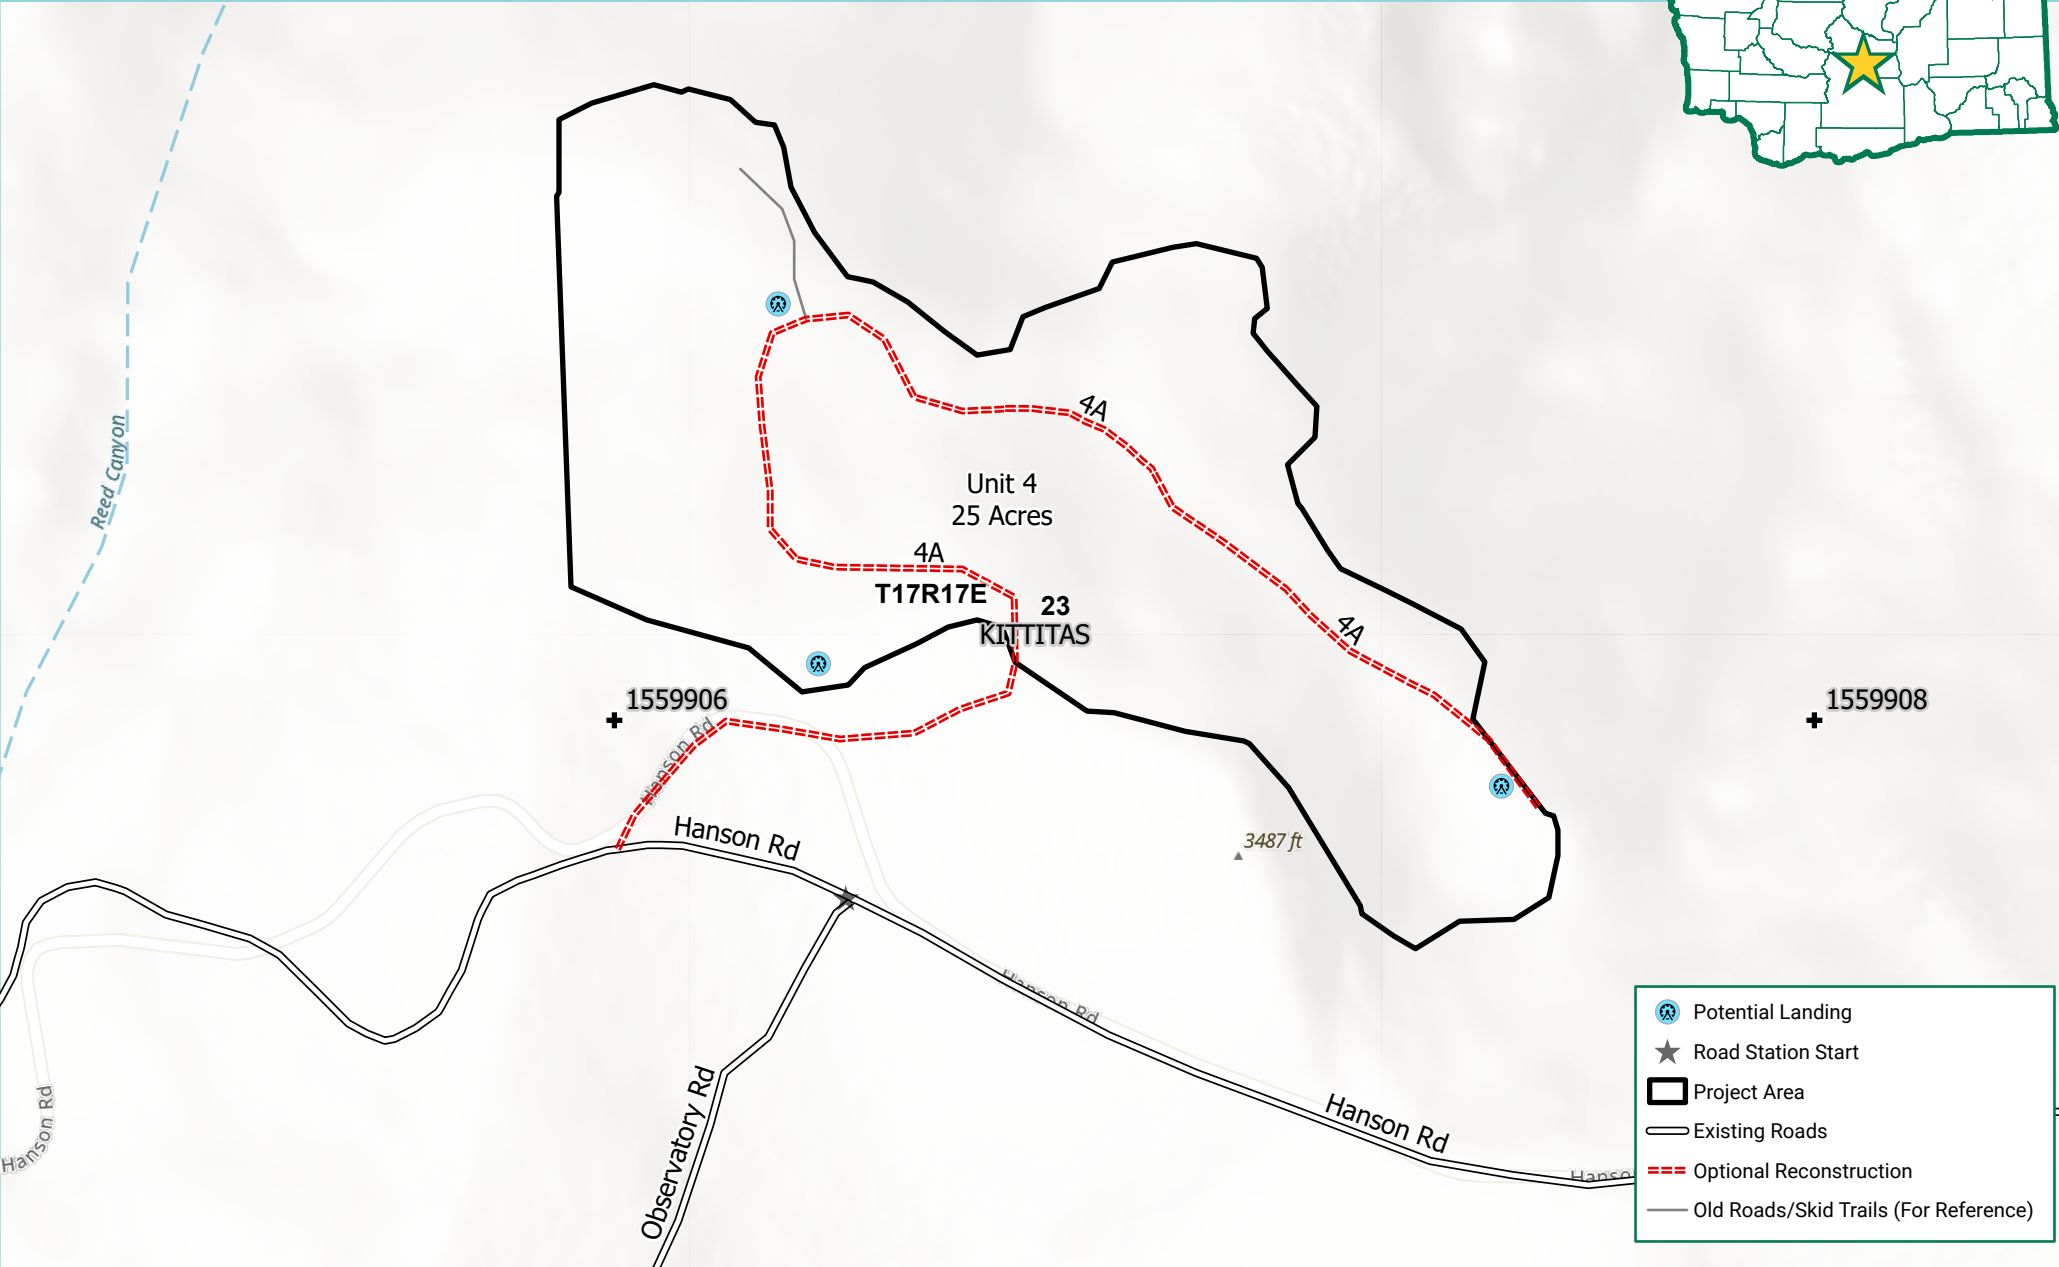 4A
Reed Canyon
Unit 4
25 Acres
4A
T17R17E
23
KITTITAS
4A
1559906
1559908
Hanson Rd
Hanson Rd
3487 ft
Hanson Rd
Hanson Rd
Observatory Rd
Hanson Rd
Hanso
Potential Landing
Road Station Start
Project Area
Existing Roads
Optional Reconstruction
Old Roads/Skid Trails (For Reference)
Hanson Rd